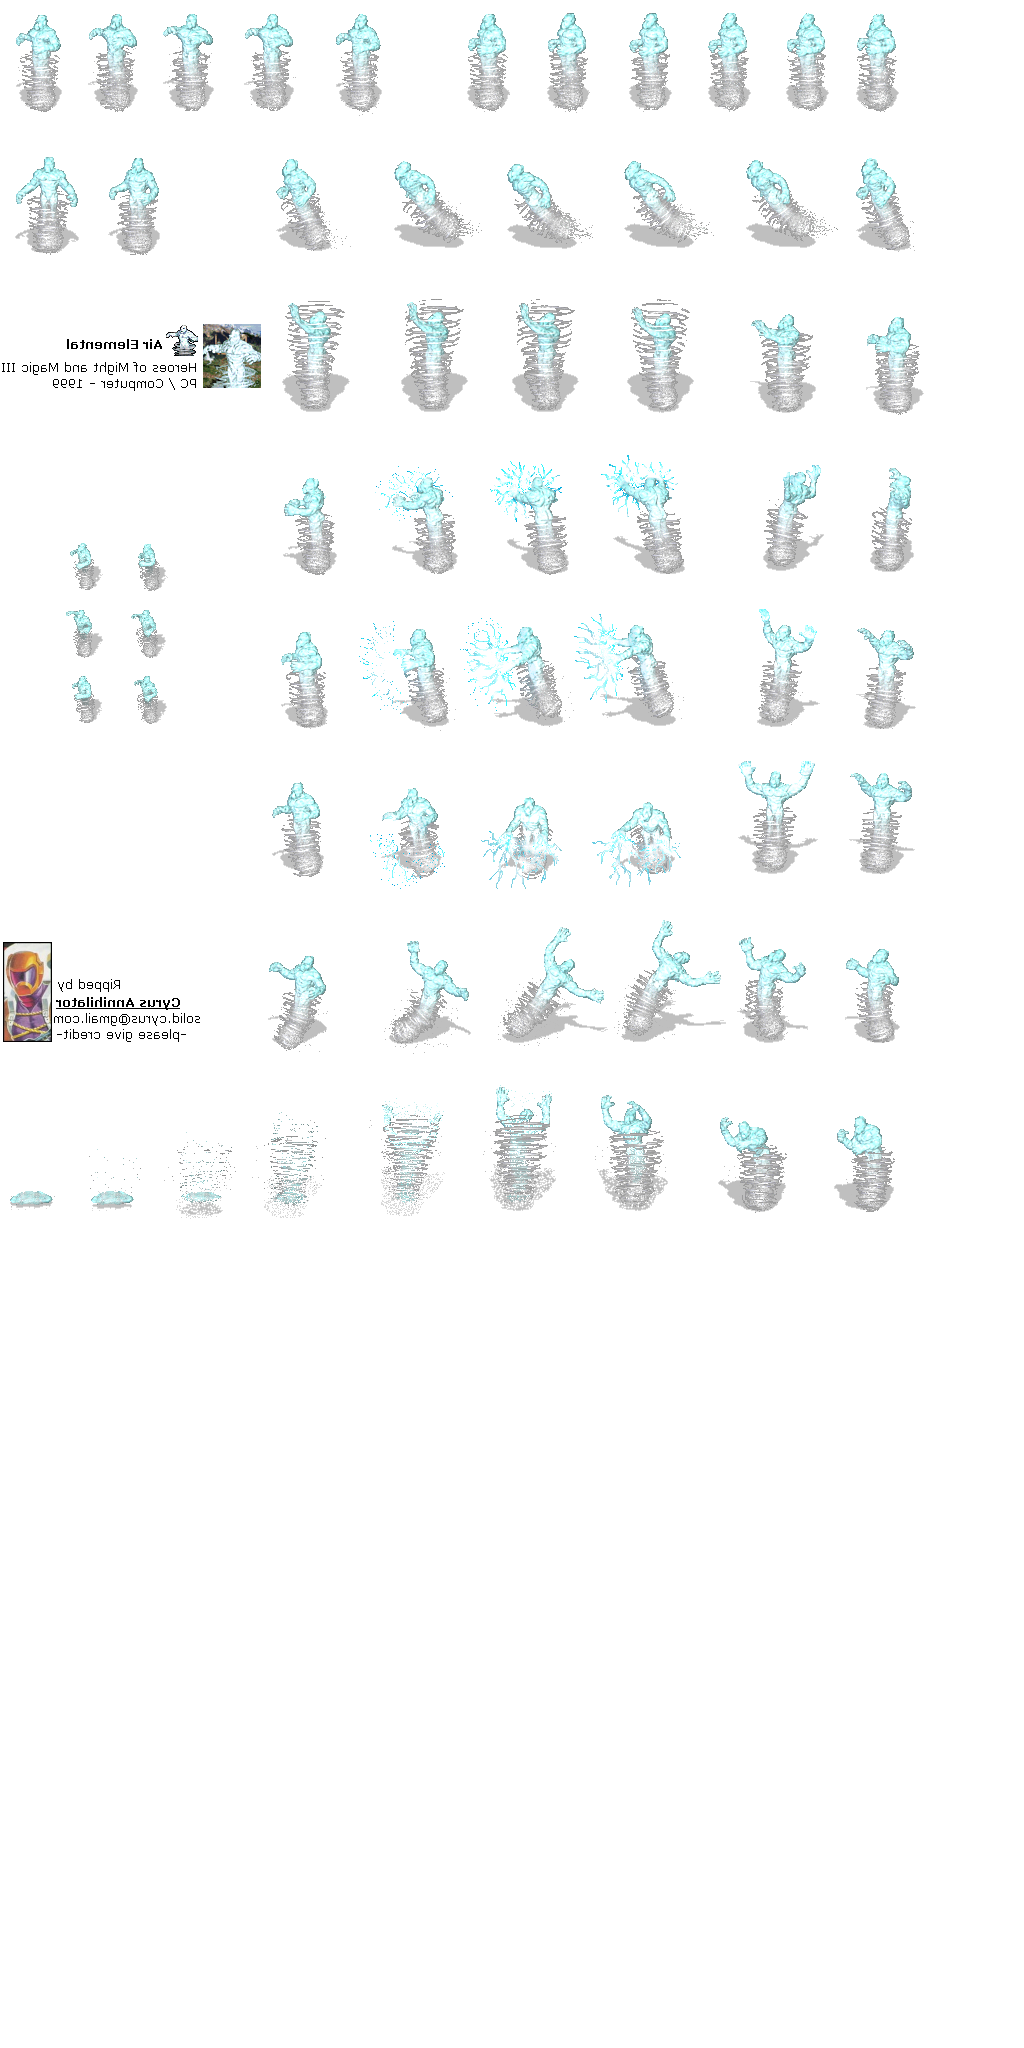 Air Elemental
Heroes of Might and Magic III
PC / Computer - 1999
Ripped by
Cyrus Annihilator
solid.cyrus@gmail.com
-please give credit-